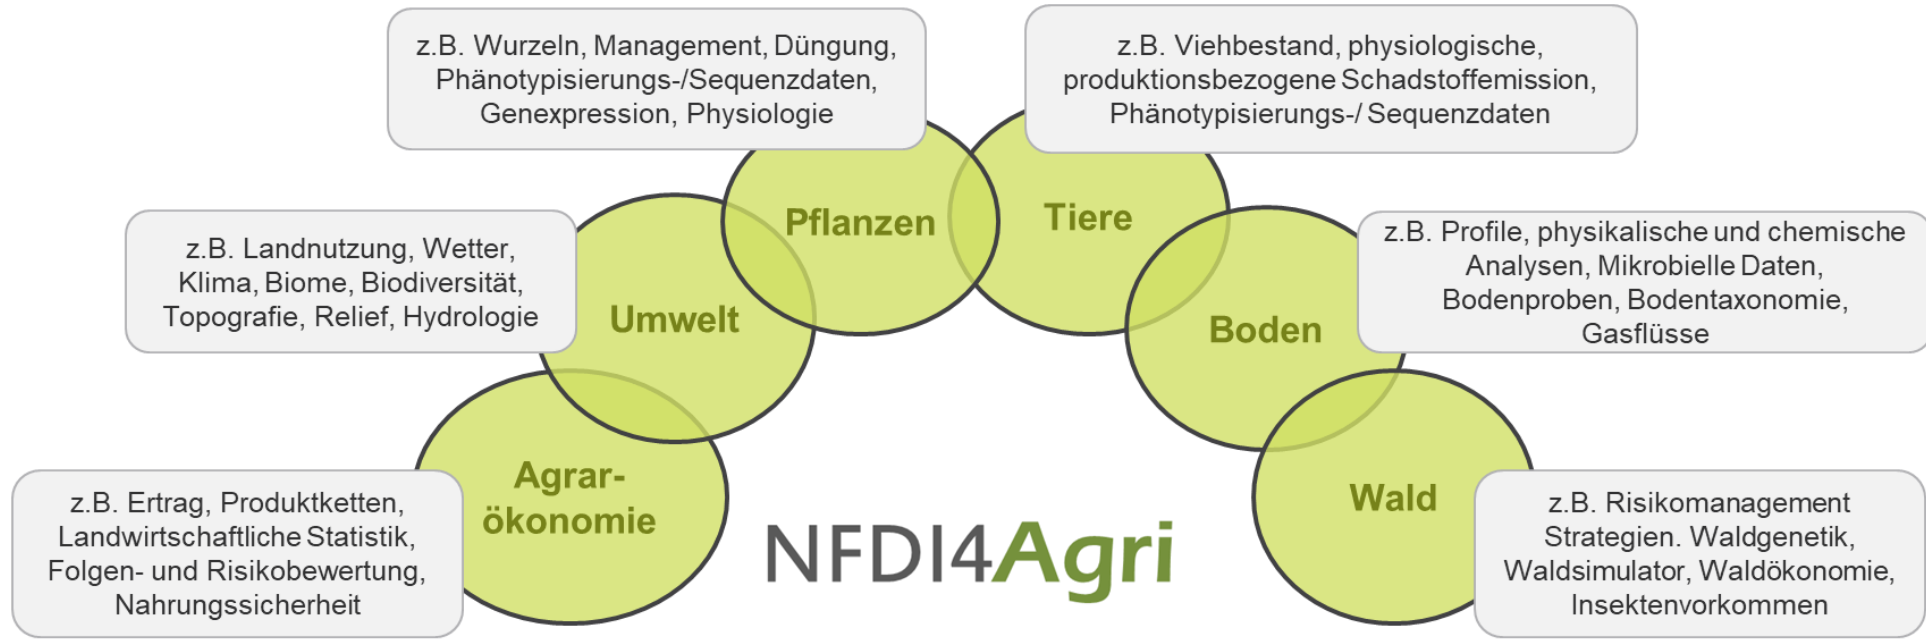 z.B. Wurzeln, Management, Düngung,
Phänotypisierungs-/Sequenzdaten,
Genexpression, Physiologie
z.B. Viehbestand, physiologische,
produktionsbezogene Schadstoffemission,
Phänotypisierungs-/ Sequenzdaten
Pflanzen
Tiere
z.B. Landnutzung, Wetter,
Klima, Biome, Biodiversität,
Topografie, Relief, Hydrologie
Umwelt
Boden
z.B. Profile, physikalische und chemische
Analysen, Mikrobielle Daten,
Bodenproben, Bodentaxonomie,
Gasflüsse
z.B. Ertrag, Produktketten,
Landwirtschaftliche Statistik,
Folgen- und Risikobewertung,
Nahrungssicherheit
Agrar-
ökonomie
NFDI4Agri
Wald
z.B. Risikomanagement
Strategien. Waldgenetik,
Waldsimulator, Waldökonomie,
Insektenvorkommen